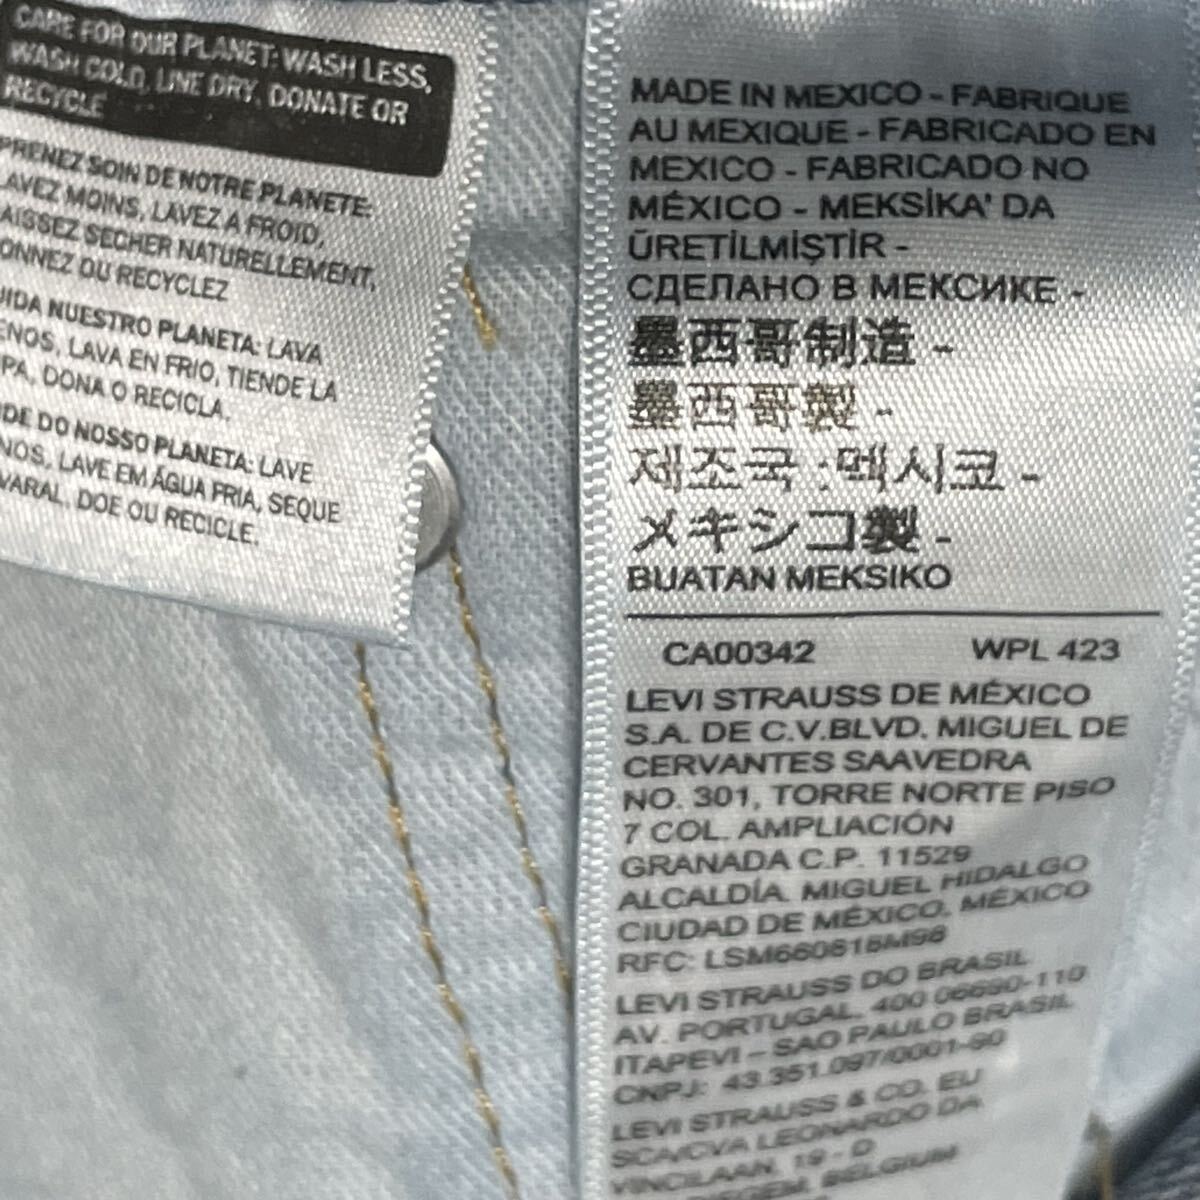 CARE FOR OUR PLANET: WASH LESS,
WASH COLD, LINE DRY, DONATE OR
RECYCLE
PRENEZ SOIN DE NOTRE PLANETE:
LAVEZ MOINS, LAVEZ A FROID,
AISSEZ SECHER NATURELLEMENT,
ONNEZ OU RECYCLEZ
UIDA NUESTRO PLANETA: LAVA
ENOS, LAVA EN FRIO, TIENDE LA
PA, DONA O RECICLA.
DE DO NOSSO PLANETA: LAVE
NOS, LAVE EM ÁGUA FRIA, SEQUE
VARAL, DOE OU RECICLE.
MADE IN MEXICO - FABRIQUE
AU MEXIQUE - FABRICADO EN
MEXICO - FABRICADO NO
MÉXICO - MEKSİKA' DA
ÜRETİLMİŞTİR -
СДЕЛАНО В МЕКСИКЕ -
墨西哥制造 -
墨西哥製 -
제조국 :멕시코 -
メキシコ製 -
BUATAN MEKSIKO
CA00342 WPL 423
LEVI STRAUSS DE MÉXICO
S.A. DE C.V.BLVD. MIGUEL DE
CERVANTES SAAVEDRA
NO. 301, TORRE NORTE PISO
7 COL. AMPLIACIÓN
GRANADA C.P. 11529
ALCALDÍA. MIGUEL HIDALGO
CIUDAD DE MÉXICO, MÉXICO
RFC: LSM660618M98
LEVI STRAUSS DO BRASIL
AV. PORTUGAL, 400 06690-110
ITAPEVI – SAO PAULO BRASIL
CNPJ: 43.351.097/0001-90
LEVI STRAUSS & CO. EU
SCA/CVA LEONARDO DA
VINCILAAN, 19 - D
BELGIUM